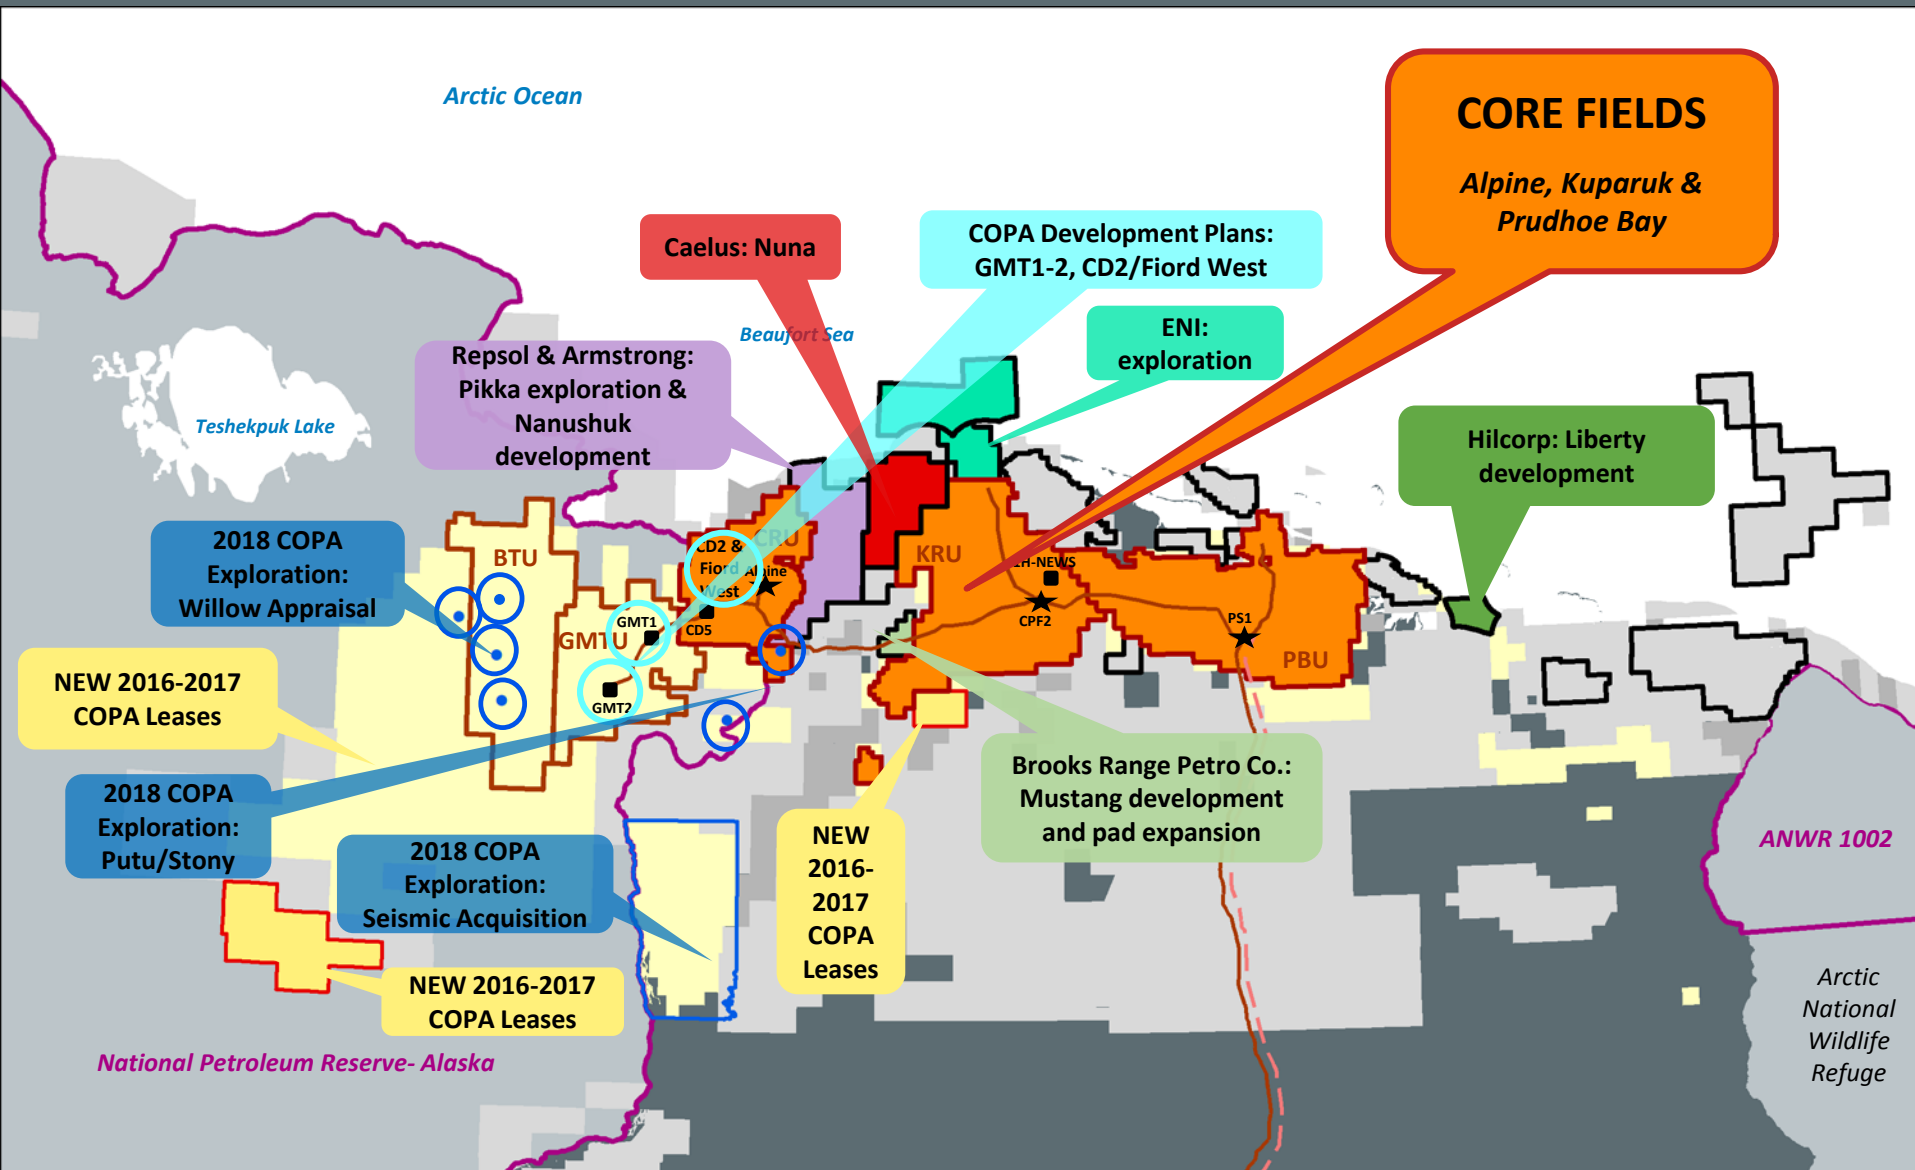 Arctic Ocean
CORE FIELDS
Alpine, Kuparuk &
Prudhoe Bay
Caelus: Nuna
COPA Development Plans:
GMT1-2, CD2/Fiord West
Beaufort Sea
ENI:
exploration
Repsol & Armstrong:
Pikka exploration &
Nanushuk
development
Teshekpuk Lake
Hilcorp: Liberty
development
2018 COPA
Exploration:
Willow Appraisal
BTU
CRU
CD2 &
Fiord
West
Alpine
KRU
1H-NEWS
CPF2
PS1
PBU
GMTU
GMT1
CD5
GMT2
NEW 2016-2017
COPA Leases
2018 COPA
Exploration:
Putu/Stony
2018 COPA
Exploration:
Seismic Acquisition
NEW
2016-
2017
COPA
Leases
Brooks Range Petro Co.:
Mustang development
and pad expansion
ANWR 1002
NEW 2016-2017
COPA Leases
National Petroleum Reserve- Alaska
Arctic
National
Wildlife
Refuge